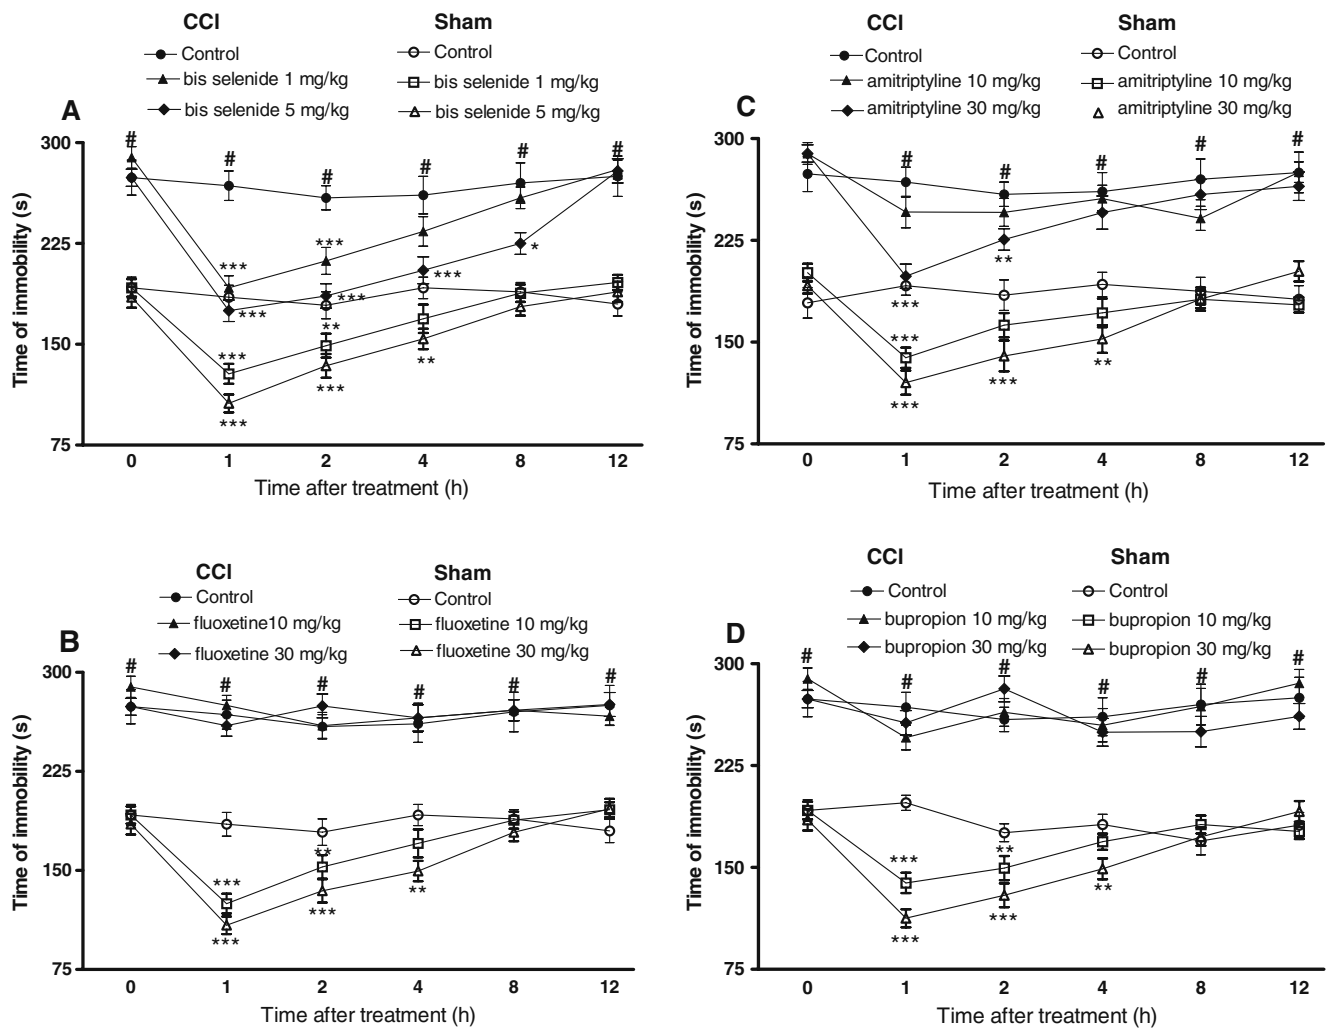 A
CCI Sham
Control Control
bis selenide 1 mg/kg bis selenide 1 mg/kg
bis selenide 5 mg/kg bis selenide 5 mg/kg
# # # # # #
300
225
150
75
*** *** *** *** *** * *** ** *** *** **
Time of immobility (s)
0 1 2 4 8 12
Time after treatment (h)
C
CCI Sham
Control Control
amitriptyline 10 mg/kg amitriptyline 10 mg/kg
amitriptyline 30 mg/kg amitriptyline 30 mg/kg
# # # # #
300
225
150
75
** *** *** *** *** **
Time of immobility (s)
0 1 2 4 8 12
Time after treatment (h)
B
CCI Sham
Control Control
fluoxetine10 mg/kg fluoxetine 10 mg/kg
fluoxetine 30 mg/kg fluoxetine 30 mg/kg
# # # # # #
300
225
150
75
** *** *** *** **
Time of immobility (s)
0 1 2 4 8 12
Time after treatment (h)
D
CCI Sham
Control Control
bupropion 10 mg/kg bupropion 10 mg/kg
bupropion 30 mg/kg bupropion 30 mg/kg
# # # # # #
300
225
150
75
*** ** *** *** **
Time of immobility (s)
0 1 2 4 8 12
Time after treatment (h)